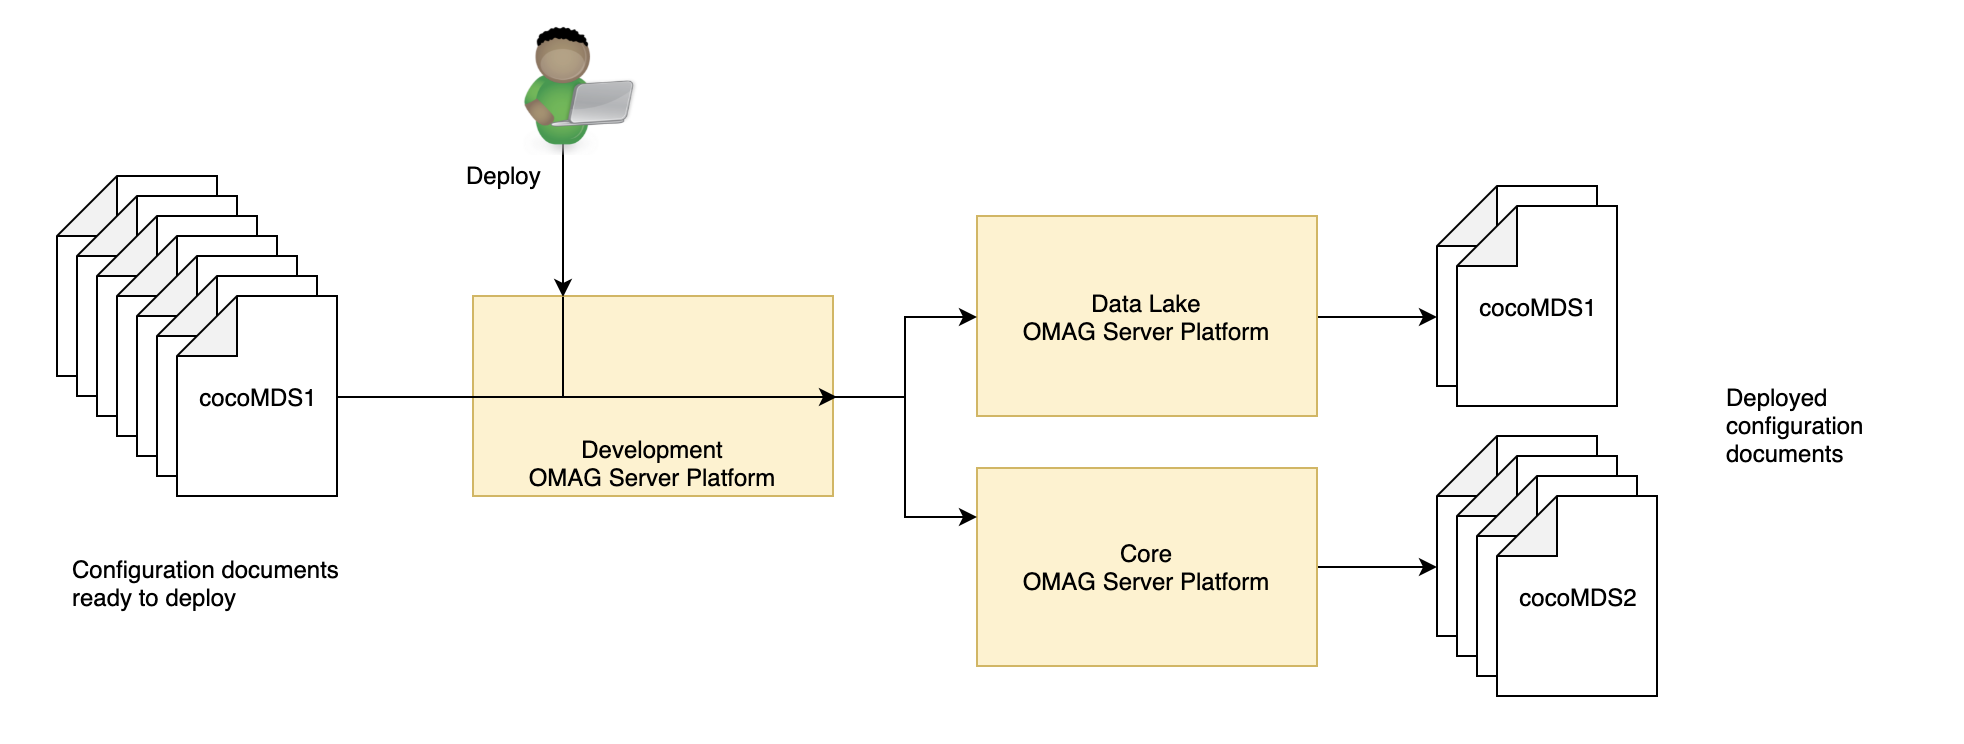 Deploy
cocoMDS1
Development
OMAG Server Platform
Configuration documents
ready to deploy
Data Lake
OMAG Server Platform
Core
OMAG Server Platform
cocoMDS1
cocoMDS2
Deployed
configuration
documents